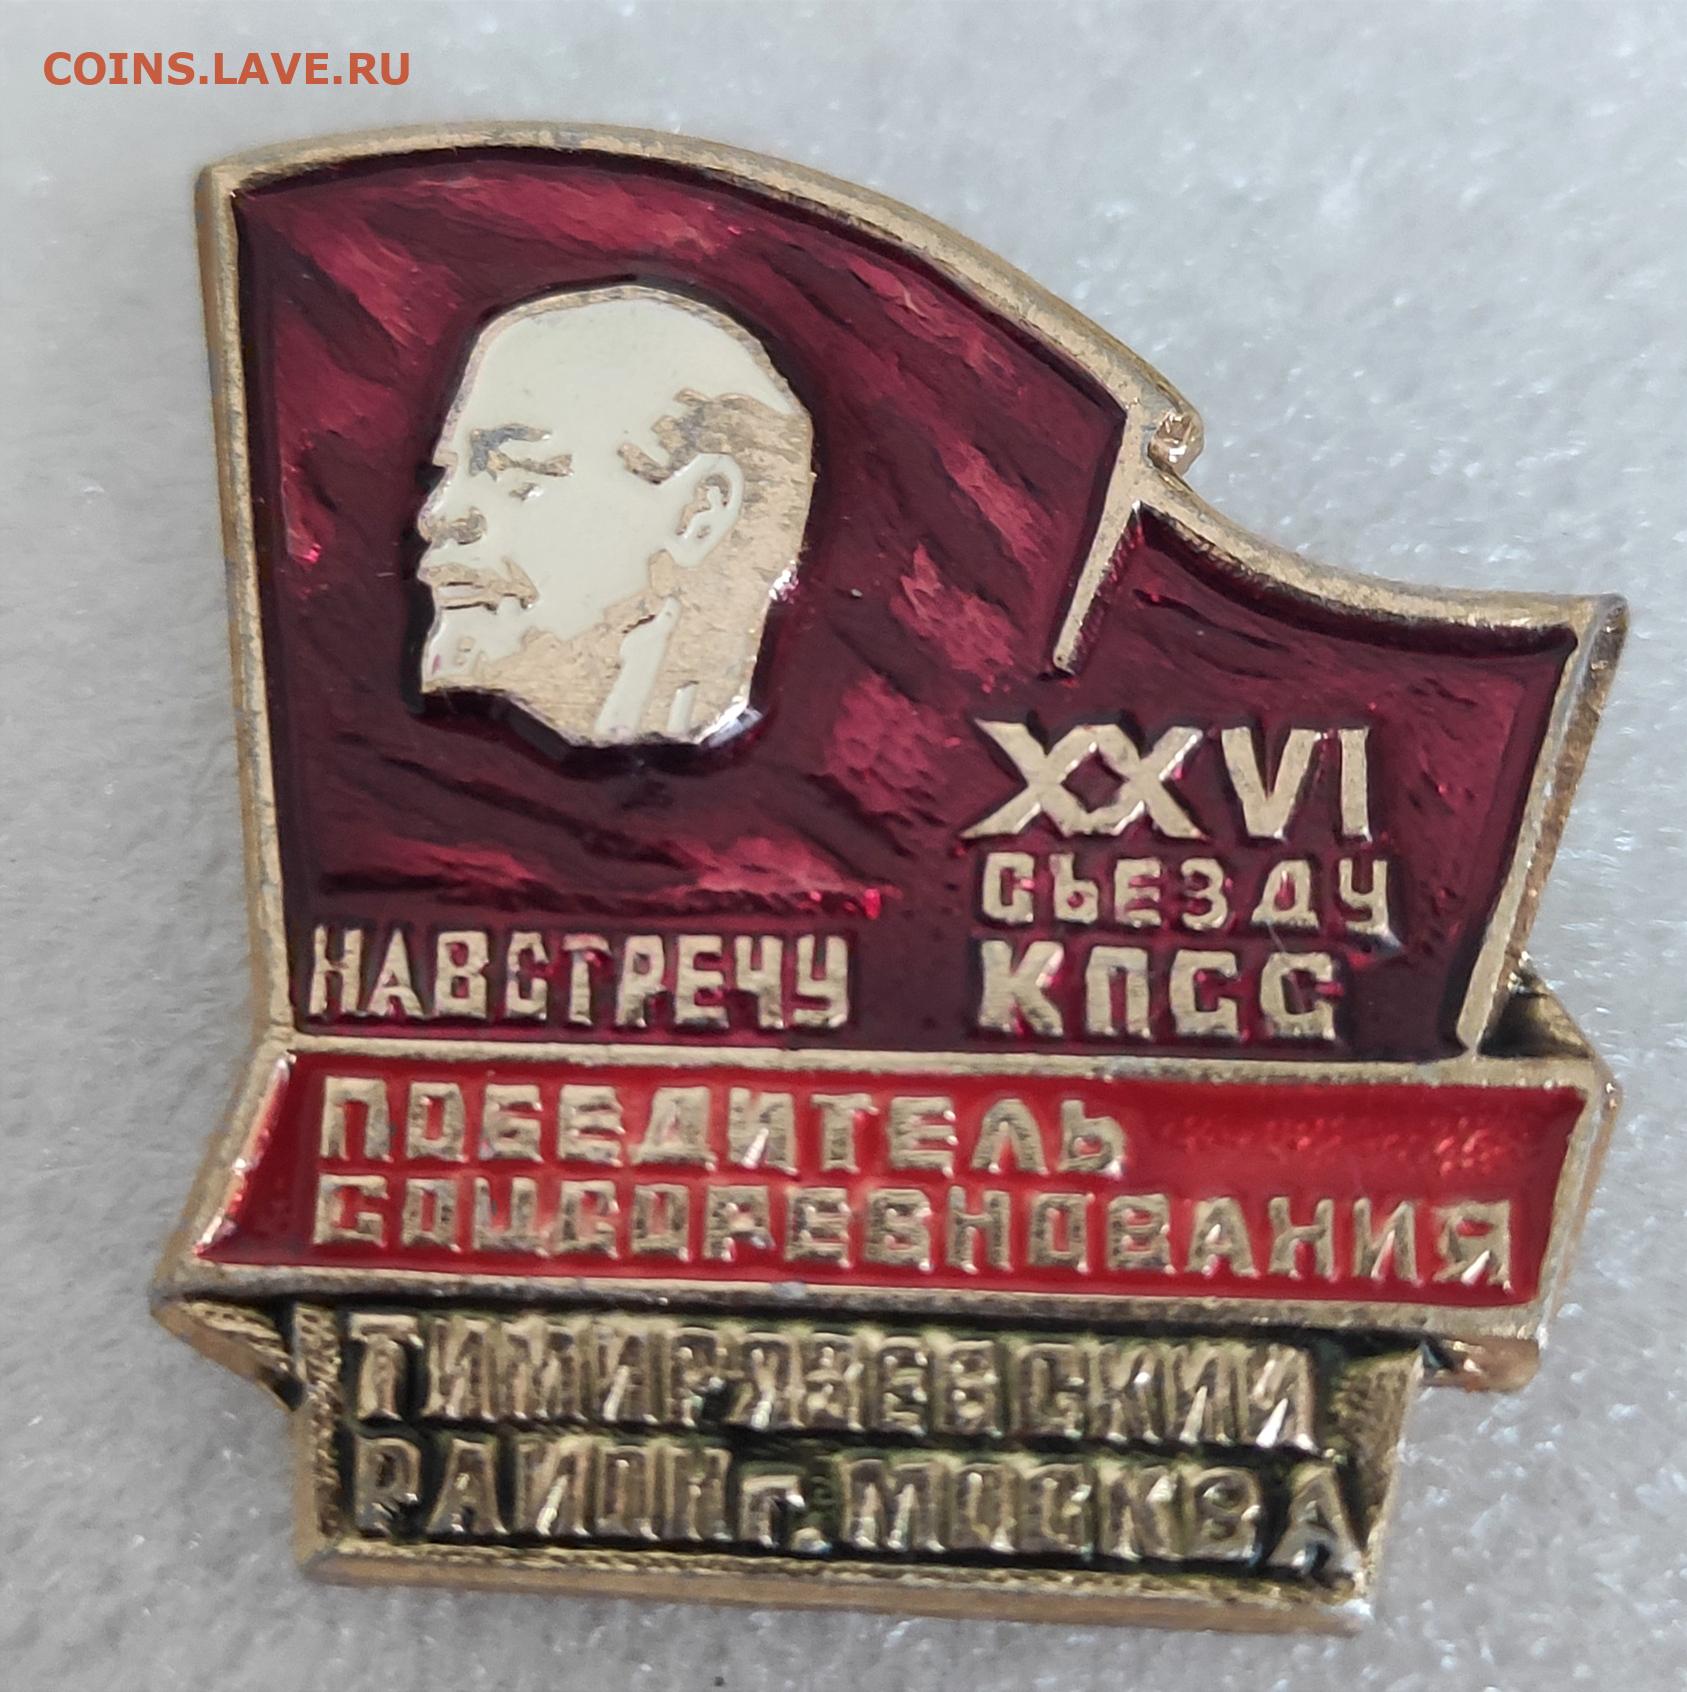 COINS.LAVE.RU
XXVI
СЪЕЗДУ
НАВСТРЕЧУ КПСС
ПОБЕДИТЕЛЬ
СОЦСОРЕВНОВАНИЯ
ТИМИРЯЗЕВСКИЙ
РАЙОН г. МОСКВА